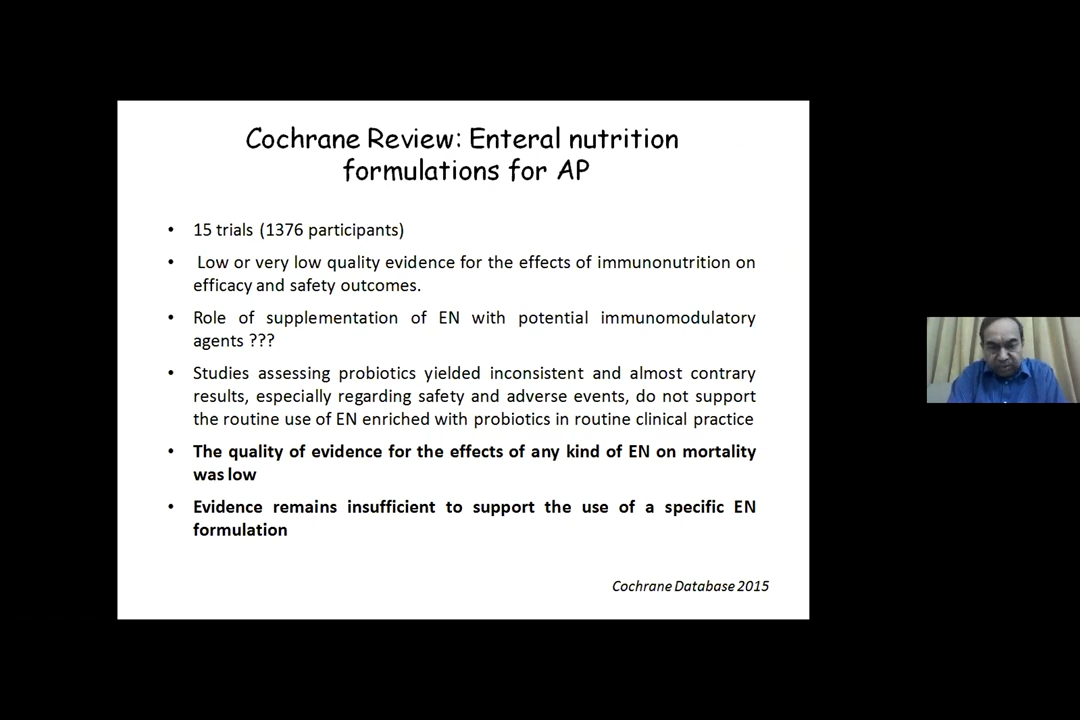 Cochrane Review: Enteral nutrition
formulations for AP
• 15 trials (1376 participants)
• Low or very low quality evidence for the effects of immunonutrition on
efficacy and safety outcomes.
• Role of supplementation of EN with potential immunomodulatory
agents ???
• Studies assessing probiotics yielded inconsistent and almost contrary
results, especially regarding safety and adverse events, do not support
the routine use of EN enriched with probiotics in routine clinical practice
• The quality of evidence for the effects of any kind of EN on mortality
was low
• Evidence remains insufficient to support the use of a specific EN
formulation
Cochrane Database 2015